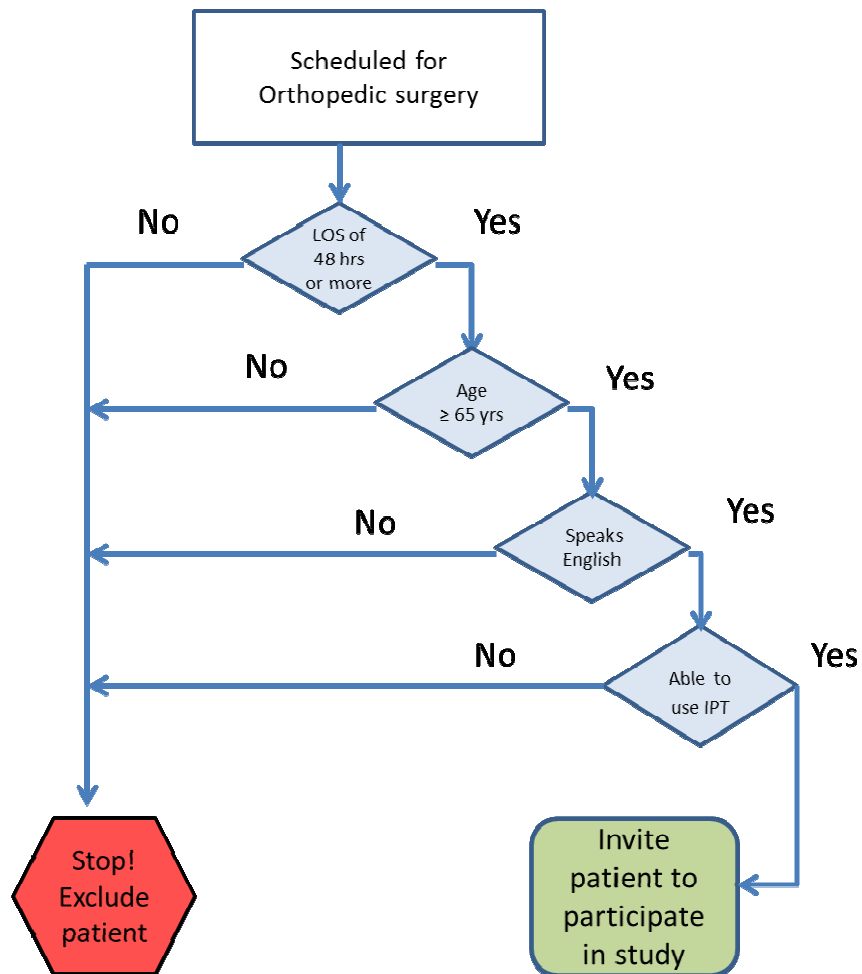 Scheduled for
Orthopedic surgery
No
Yes
LOS of
48 hrs
or more
No
Yes
Age
≥ 65 yrs
No
Yes
Speaks
English
No
Yes
Able to
use IPT
Stop!
Exclude
patient
Invite
patient to
participate
in study